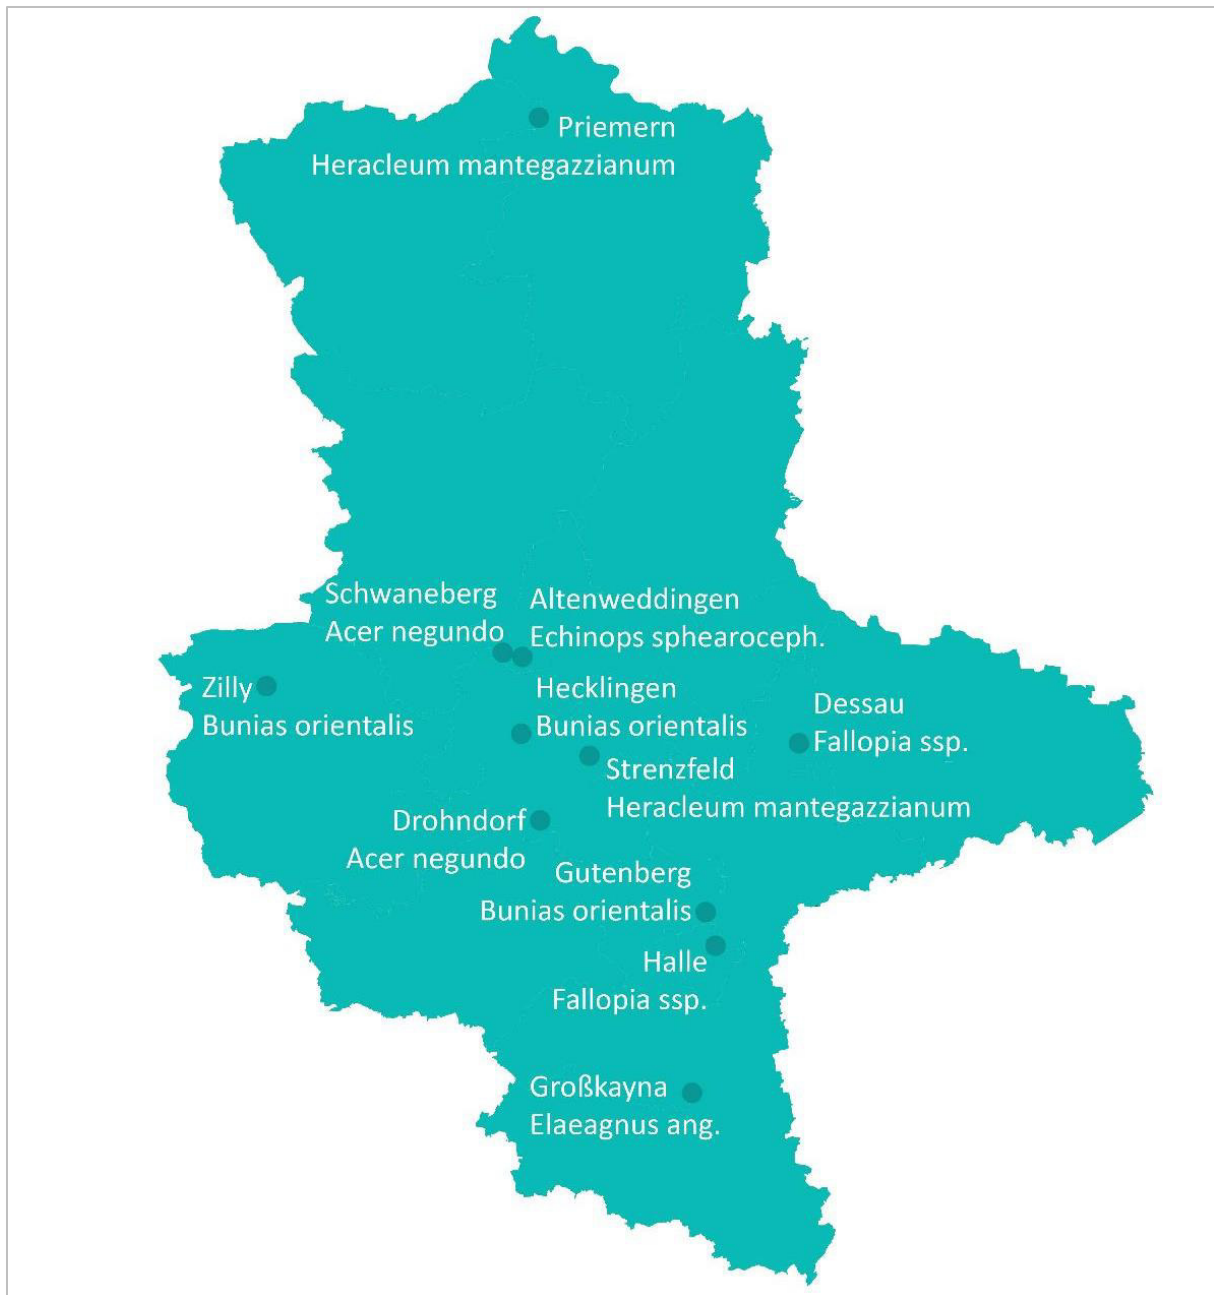 Priemern
Heracleum mantegazzianum
Schwaneberg
Acer negundo
Altenweddingen
Echinops sphearoceph.
Zilly
Bunias orientalis
Hecklingen
Bunias orientalis
Dessau
Fallopia ssp.
Strenzfeld
Heracleum mantegazzianum
Drohndorf
Acer negundo
Gutenberg
Bunias orientalis
Halle
Fallopia ssp.
Großkayna
Elaeagnus ang.